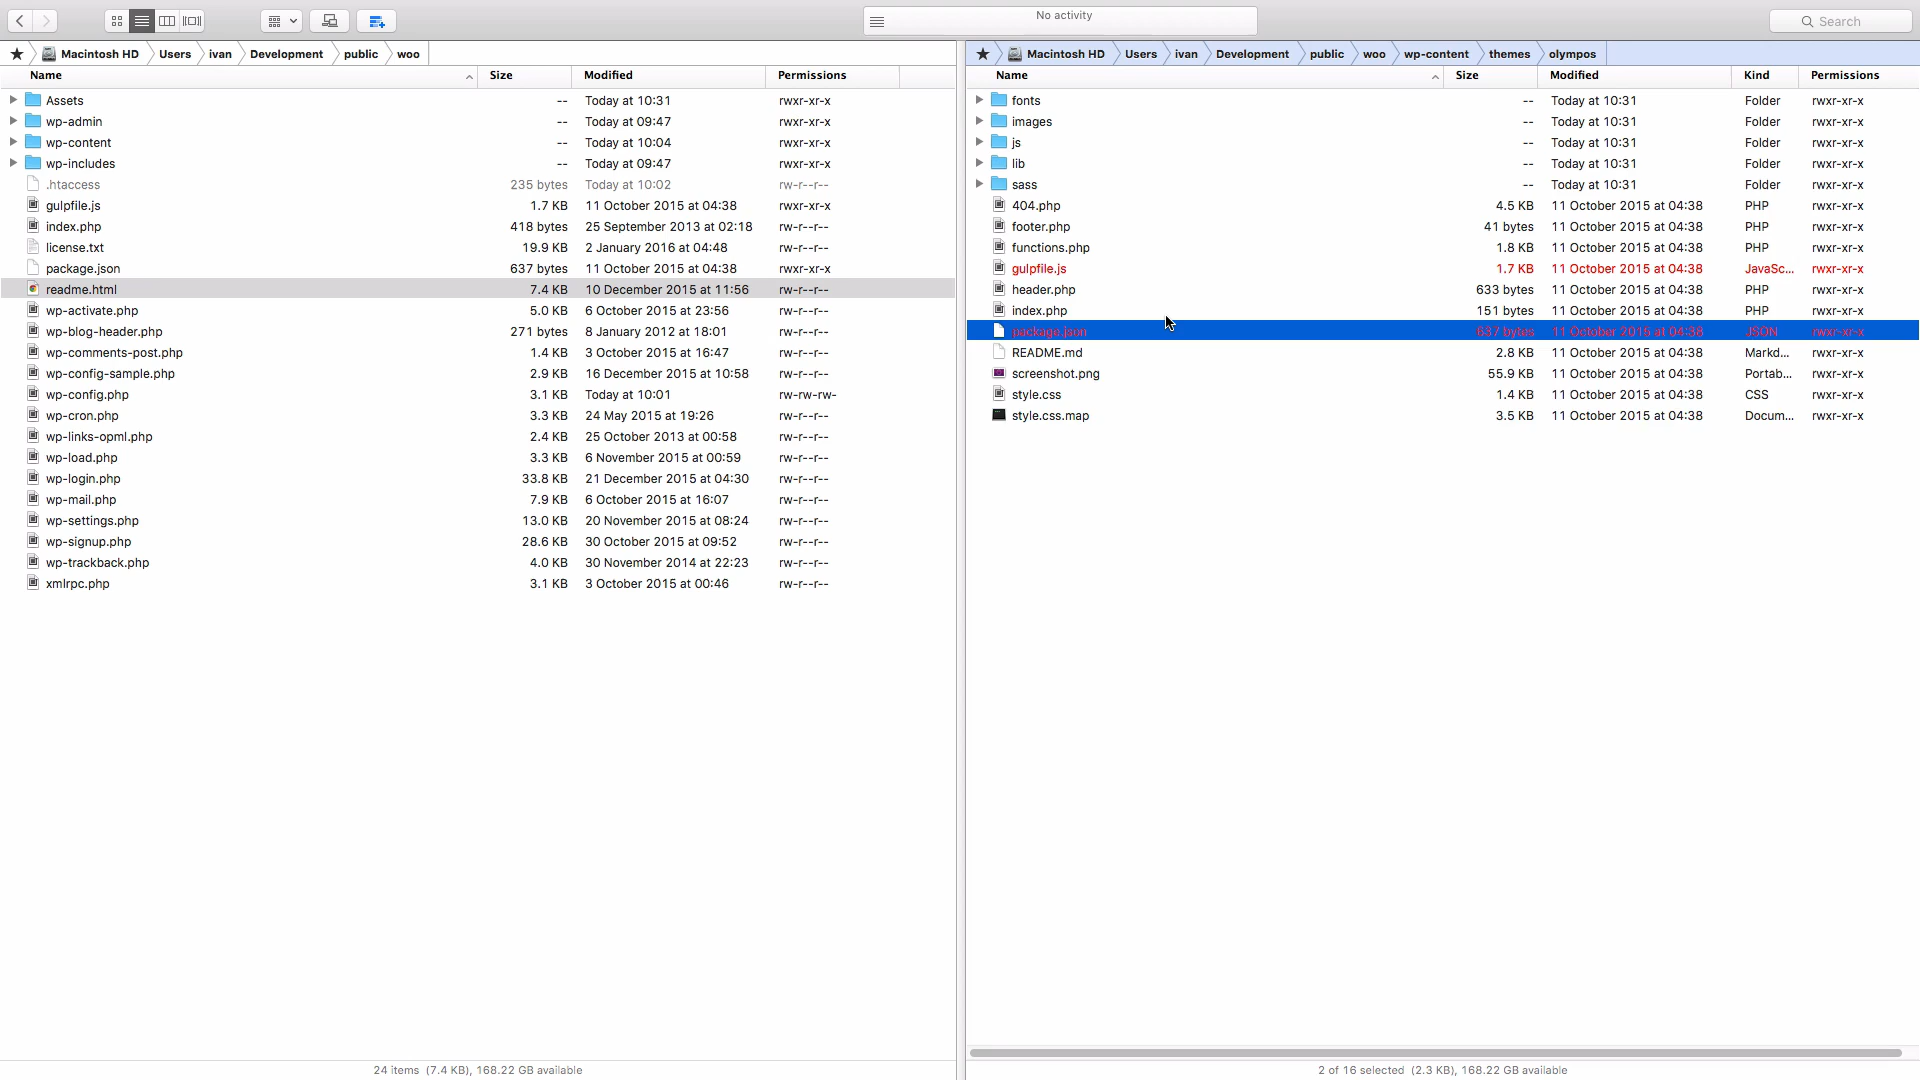 No activity
Search
Macintosh HD Users ivan Development public woo
Name Size Modified Permissions
Assets -- Today at 10:31 rwxr-xr-x
wp-admin -- Today at 09:47 rwxr-xr-x
wp-content -- Today at 10:04 rwxr-xr-x
wp-includes -- Today at 09:47 rwxr-xr-x
.htaccess 235 bytes Today at 10:02 rw-r--r--
gulpfile.js 1.7 KB 11 October 2015 at 04:38 rwxr-xr-x
index.php 418 bytes 25 September 2013 at 02:18 rw-r--r--
license.txt 19.9 KB 2 January 2016 at 04:48 rw-r--r--
package.json 637 bytes 11 October 2015 at 04:38 rwxr-xr-x
readme.html 7.4 KB 10 December 2015 at 11:56 rw-r--r--
wp-activate.php 5.0 KB 6 October 2015 at 23:56 rw-r--r--
wp-blog-header.php 271 bytes 8 January 2012 at 18:01 rw-r--r--
wp-comments-post.php 1.4 KB 3 October 2015 at 16:47 rw-r--r--
wp-config-sample.php 2.9 KB 16 December 2015 at 10:58 rw-r--r--
wp-config.php 3.1 KB Today at 10:01 rw-rw-rw-
wp-cron.php 3.3 KB 24 May 2015 at 19:26 rw-r--r--
wp-links-opml.php 2.4 KB 25 October 2013 at 00:58 rw-r--r--
wp-load.php 3.3 KB 6 November 2015 at 00:59 rw-r--r--
wp-login.php 33.8 KB 21 December 2015 at 04:30 rw-r--r--
wp-mail.php 7.9 KB 6 October 2015 at 16:07 rw-r--r--
wp-settings.php 13.0 KB 20 November 2015 at 08:24 rw-r--r--
wp-signup.php 28.6 KB 30 October 2015 at 09:52 rw-r--r--
wp-trackback.php 4.0 KB 30 November 2014 at 22:23 rw-r--r--
xmlrpc.php 3.1 KB 3 October 2015 at 00:46 rw-r--r--
24 items (7.4 KB), 168.22 GB available
Macintosh HD Users ivan Development public woo wp-content themes olympos
Name Size Modified Kind Permissions
fonts -- Today at 10:31 Folder rwxr-xr-x
images -- Today at 10:31 Folder rwxr-xr-x
js -- Today at 10:31 Folder rwxr-xr-x
lib -- Today at 10:31 Folder rwxr-xr-x
sass -- Today at 10:31 Folder rwxr-xr-x
404.php 4.5 KB 11 October 2015 at 04:38 PHP rwxr-xr-x
footer.php 41 bytes 11 October 2015 at 04:38 PHP rwxr-xr-x
functions.php 1.8 KB 11 October 2015 at 04:38 PHP rwxr-xr-x
gulpfile.js 1.7 KB 11 October 2015 at 04:38 JavaSc... rwxr-xr-x
header.php 633 bytes 11 October 2015 at 04:38 PHP rwxr-xr-x
index.php 151 bytes 11 October 2015 at 04:38 PHP rwxr-xr-x
package.json 637 bytes 11 October 2015 at 04:38 JSON rwxr-xr-x
README.md 2.8 KB 11 October 2015 at 04:38 Markd... rwxr-xr-x
screenshot.png 55.9 KB 11 October 2015 at 04:38 Portab... rwxr-xr-x
style.css 1.4 KB 11 October 2015 at 04:38 CSS rwxr-xr-x
style.css.map 3.5 KB 11 October 2015 at 04:38 Docum... rwxr-xr-x
2 of 16 selected (2.3 KB), 168.22 GB available